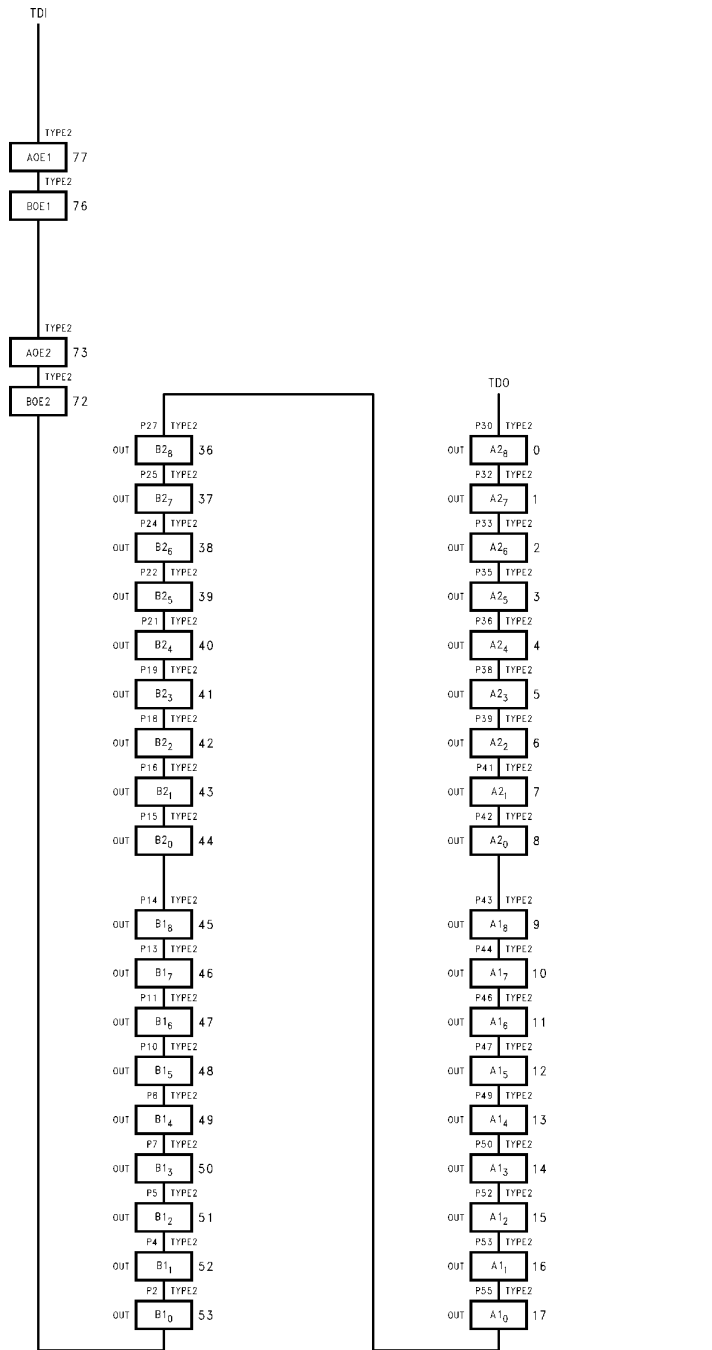 TDI
TYPE2
AOE1 77
TYPE2
BOE1 76
TYPE2
AOE2 73
TYPE2
BOE2 72
P27 TYPE2
OUT B2₈ 36
P25 TYPE2
OUT B2₇ 37
P24 TYPE2
OUT B2₆ 38
P22 TYPE2
OUT B2₅ 39
P21 TYPE2
OUT B2₄ 40
P19 TYPE2
OUT B2₃ 41
P18 TYPE2
OUT B2₂ 42
P16 TYPE2
OUT B2₁ 43
P15 TYPE2
OUT B2₀ 44
P14 TYPE2
OUT B1₈ 45
P13 TYPE2
OUT B1₇ 46
P11 TYPE2
OUT B1₆ 47
P10 TYPE2
OUT B1₅ 48
P8 TYPE2
OUT B1₄ 49
P7 TYPE2
OUT B1₃ 50
P5 TYPE2
OUT B1₂ 51
P4 TYPE2
OUT B1₁ 52
P2 TYPE2
OUT B1₀ 53
TDO
P30 TYPE2
OUT A2₈ 0
P32 TYPE2
OUT A2₇ 1
P33 TYPE2
OUT A2₆ 2
P35 TYPE2
OUT A2₅ 3
P36 TYPE2
OUT A2₄ 4
P38 TYPE2
OUT A2₃ 5
P39 TYPE2
OUT A2₂ 6
P41 TYPE2
OUT A2₁ 7
P42 TYPE2
OUT A2₀ 8
P43 TYPE2
OUT A1₈ 9
P44 TYPE2
OUT A1₇ 10
P46 TYPE2
OUT A1₆ 11
P47 TYPE2
OUT A1₅ 12
P49 TYPE2
OUT A1₄ 13
P50 TYPE2
OUT A1₃ 14
P52 TYPE2
OUT A1₂ 15
P53 TYPE2
OUT A1₁ 16
P55 TYPE2
OUT A1₀ 17